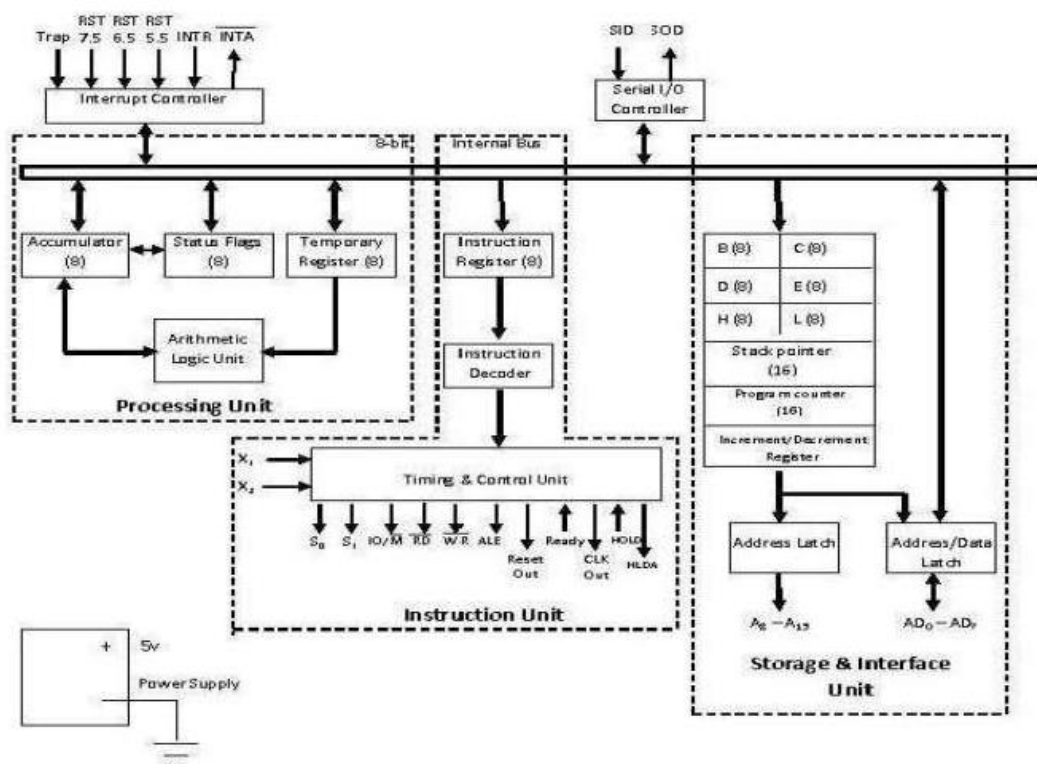 RST RST RST
Trap 7.5 6.5 5.5 INTR INTA
SID SOD
Interrupt Controller
Serial I/O
Controller
8-bit Internal Bus
Accumulator
(8)
Status Flags
(8)
Temporary
Register (8)
Instruction
Register (8)
B (8) C (8)
D (8) E (8)
H (8) L (8)
Arithmetic
Logic Unit
Instruction
Decoder
Stack pointer
(16)
Program counter
(16)
Increment/Decrement
Register
Processing Unit
X₁
X₂
Timing & Control Unit
S₀ S₁ IO/M RD WR ALE
Reset
Out
Ready
CLK
Out
HOLD
HLDA
Instruction Unit
Address Latch
Address/Data
Latch
A₈ – A₁₅ AD₀ – AD₇
Storage & Interface
Unit
+ 5v
Power Supply